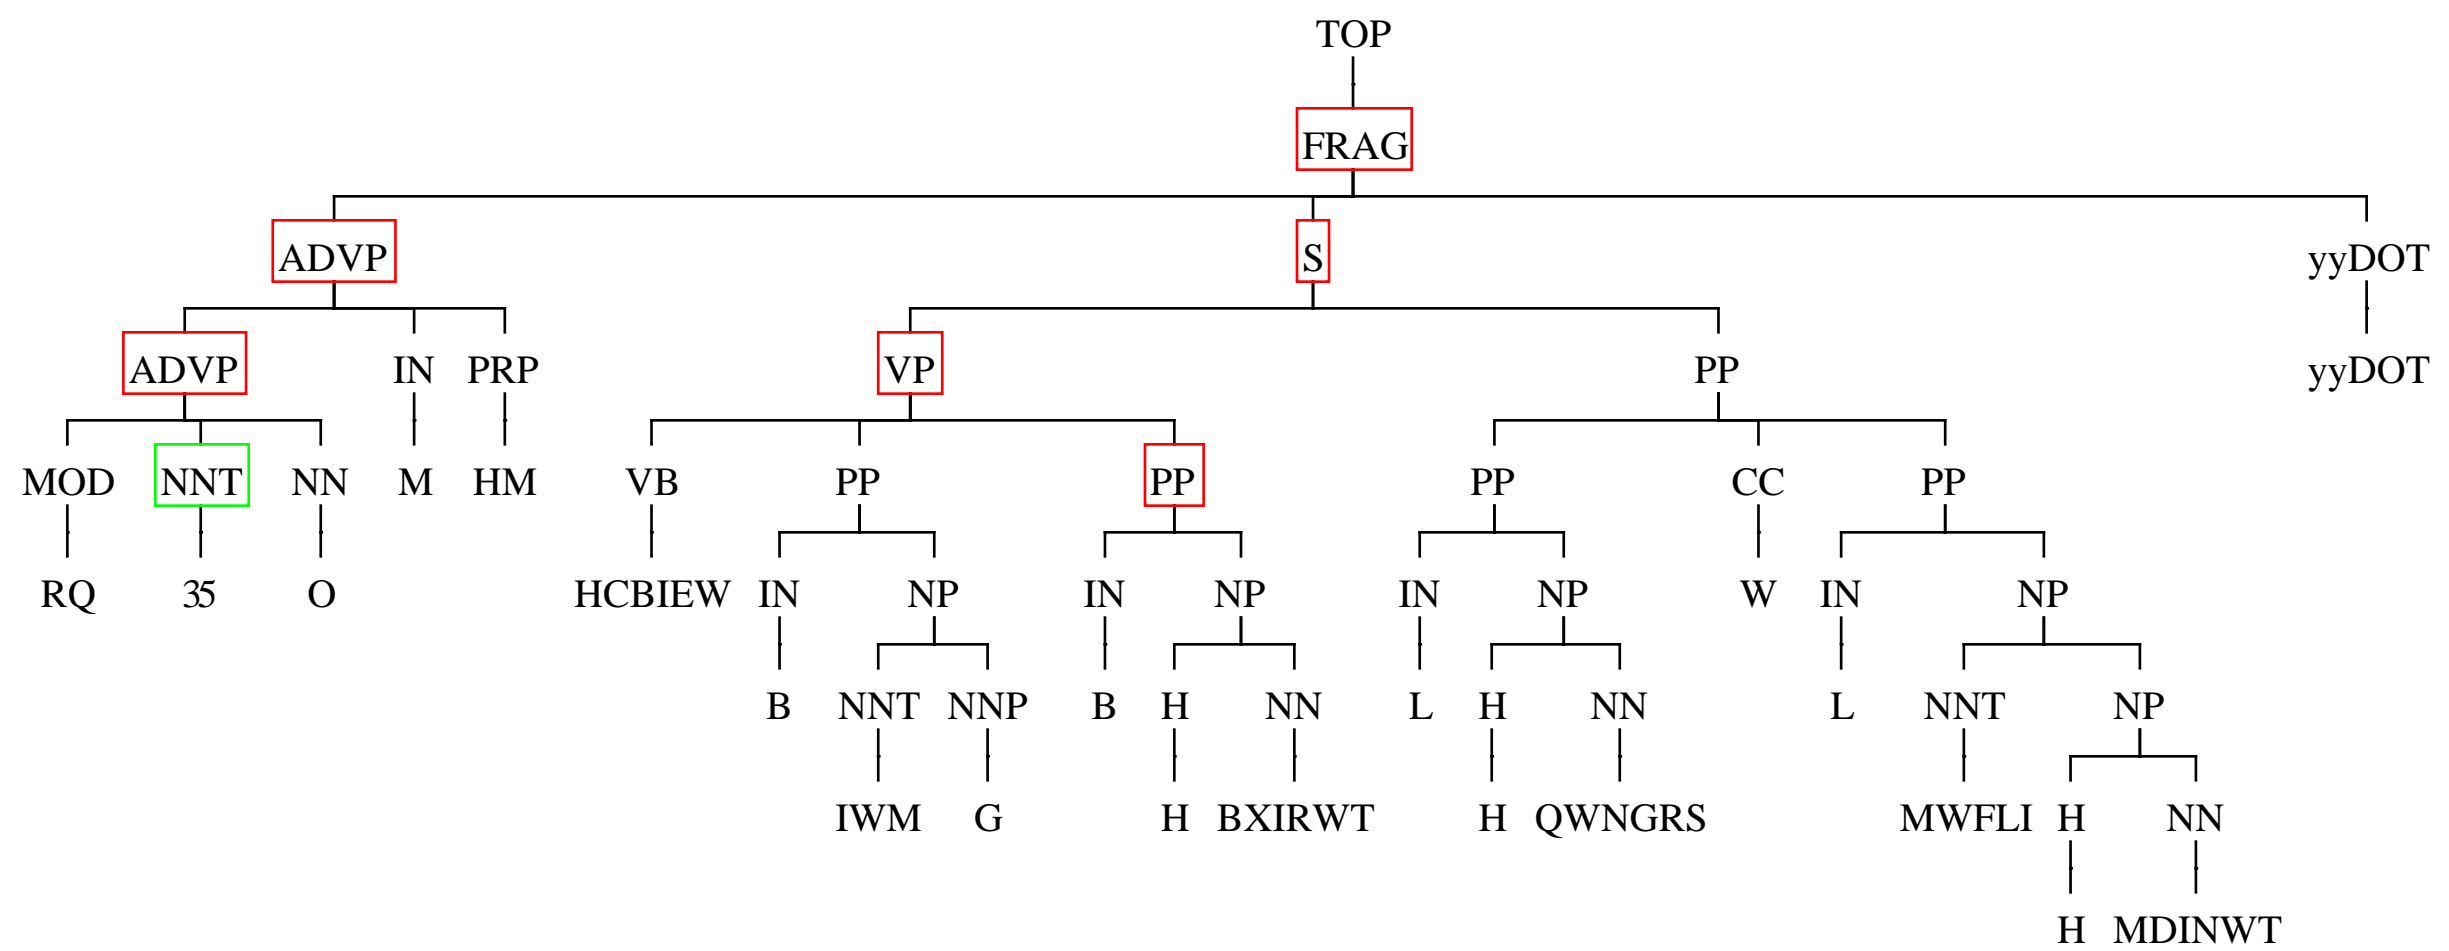 TOP
FRAG
ADVP S yyDOT
ADVP IN PRP VP PP yyDOT
MOD NNT NN M HM VB PP PP PP CC PP
RQ 35 O HCBIEW IN NP IN NP IN NP W IN NP
B NNT NNP B H NN L H NN L NNT NP
IWM G H BXIRWT H QWNGRS MWFLI H NN
H MDINWT